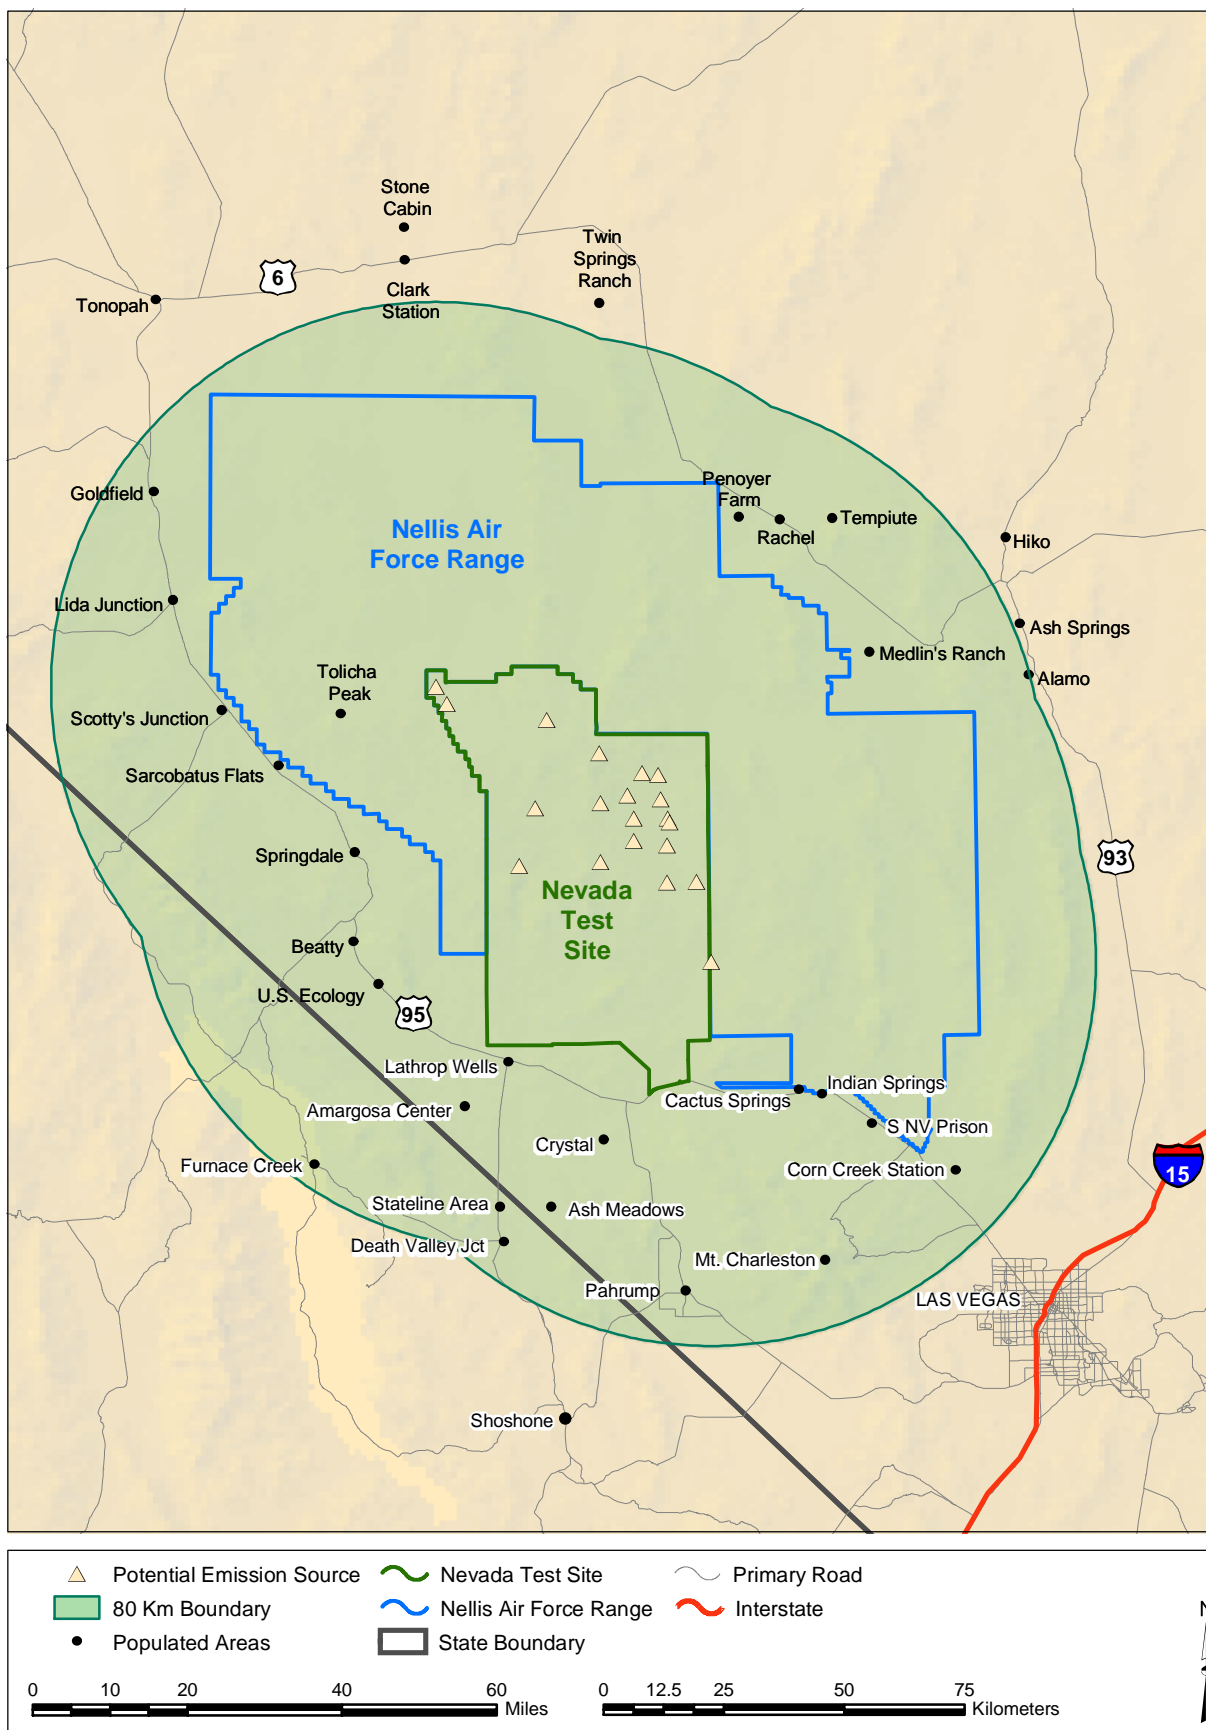 Stone
Cabin
Twin
Springs
Ranch
6
Clark
Station
Tonopah
Penoyer
Farm
Goldfield
Tempiute
Rachel
Nellis Air
Force Range
Hiko
Lida Junction
Ash Springs
Medlin's Ranch
Tolicha
Peak
Alamo
Scotty's Junction
Sarcobatus Flats
Springdale
93
Nevada
Test
Site
Beatty
U.S. Ecology
95
Lathrop Wells
Indian Springs
Cactus Springs
Amargosa Center
S NV Prison
Crystal
Furnace Creek
Corn Creek Station
15
Stateline Area
Ash Meadows
Death Valley Jct
Mt. Charleston
Pahrump
LAS VEGAS
Shoshone
Potential Emission Source
Nevada Test Site
Primary Road
80 Km Boundary
Nellis Air Force Range
Interstate
Populated Areas
State Boundary
N
0 10 20 40 60
Miles
0 12.5 25 50 75
Kilometers